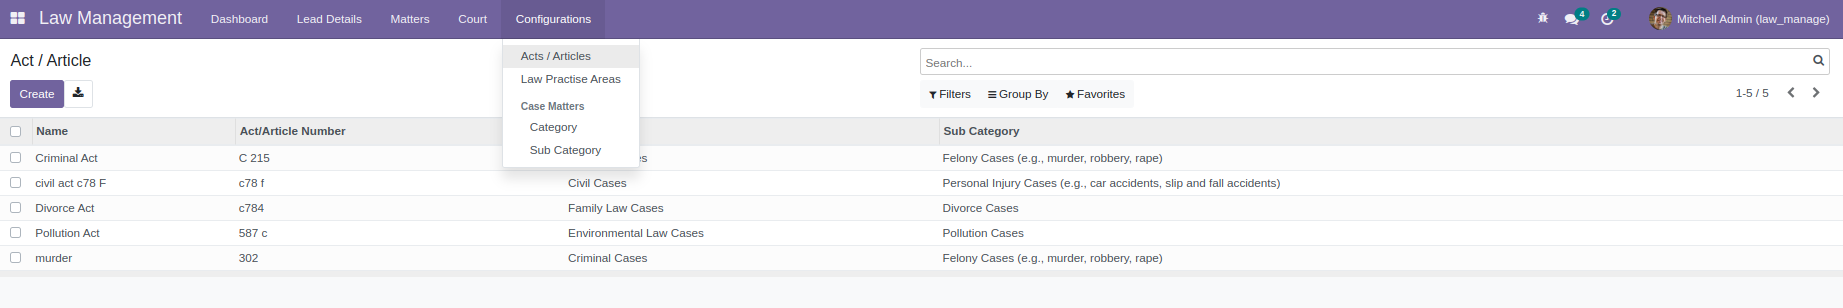 Law Management Dashboard Lead Details Matters Court Configurations 4 2 Mitchell Admin (law_manage)
Act / Article
Search...
Create
Filters Group By Favorites 1-5 / 5
Acts / Articles
Law Practise Areas
Case Matters
Category
Sub Category
Name Act/Article Number Sub Category
Criminal Act C 215 es Felony Cases (e.g., murder, robbery, rape)
civil act c78 F c78 f Civil Cases Personal Injury Cases (e.g., car accidents, slip and fall accidents)
Divorce Act c784 Family Law Cases Divorce Cases
Pollution Act 587 c Environmental Law Cases Pollution Cases
murder 302 Criminal Cases Felony Cases (e.g., murder, robbery, rape)